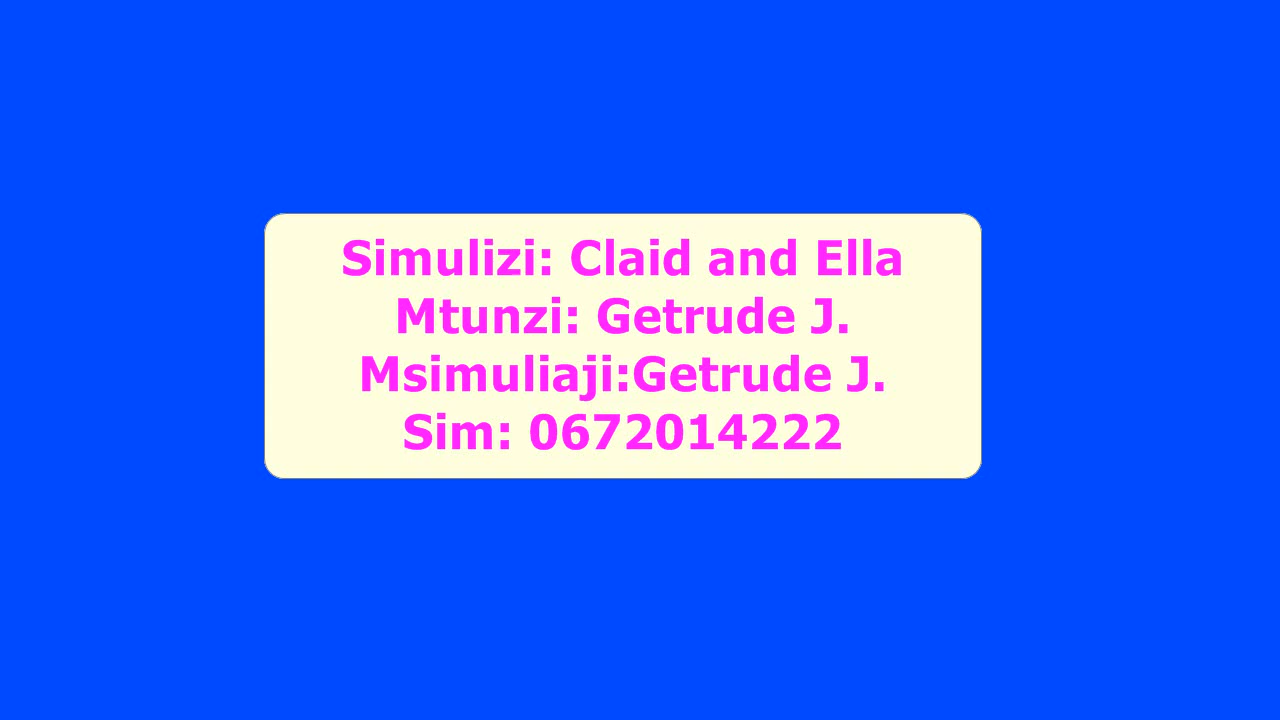 Simulizi: Claid and Ella
Mtunzi: Getrude J.
Msimuliaji:Getrude J.
Sim: 0672014222